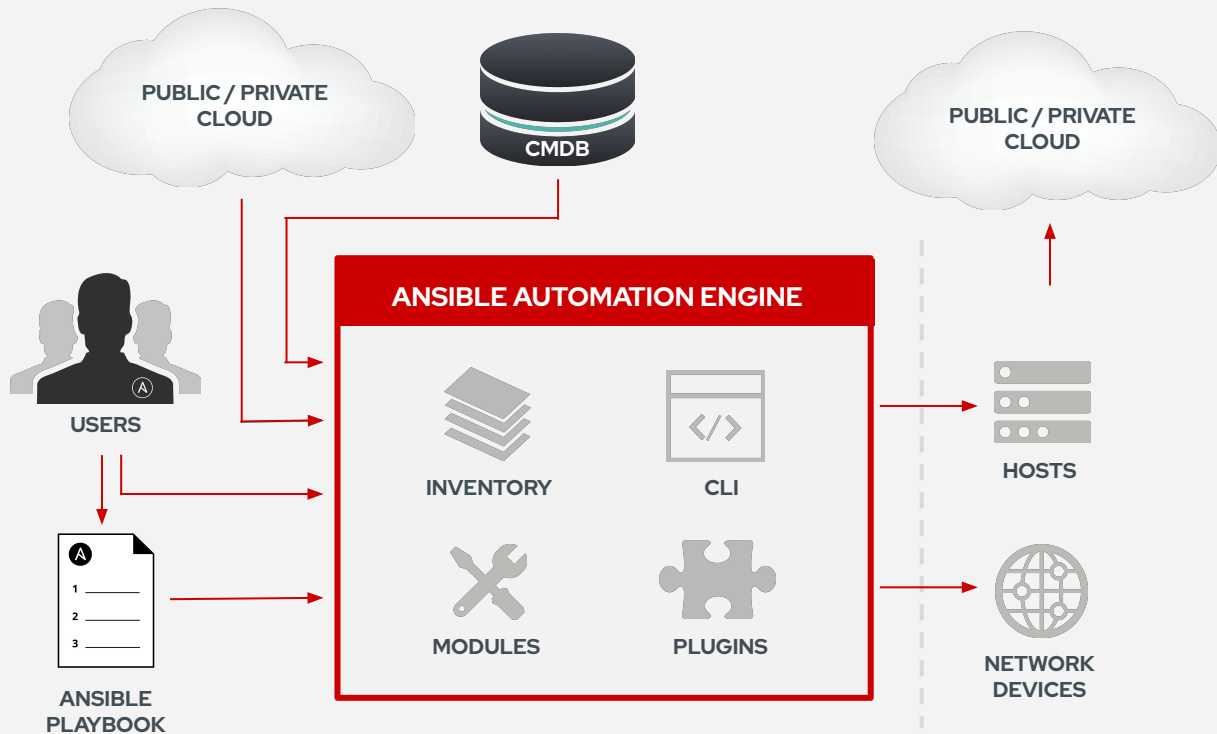 PUBLIC / PRIVATE
CLOUD
CMDB
PUBLIC / PRIVATE
CLOUD
ANSIBLE AUTOMATION ENGINE
USERS
A
INVENTORY
CLI
</>
HOSTS
A
1
2
3
MODULES
PLUGINS
ANSIBLE
PLAYBOOK
NETWORK
DEVICES